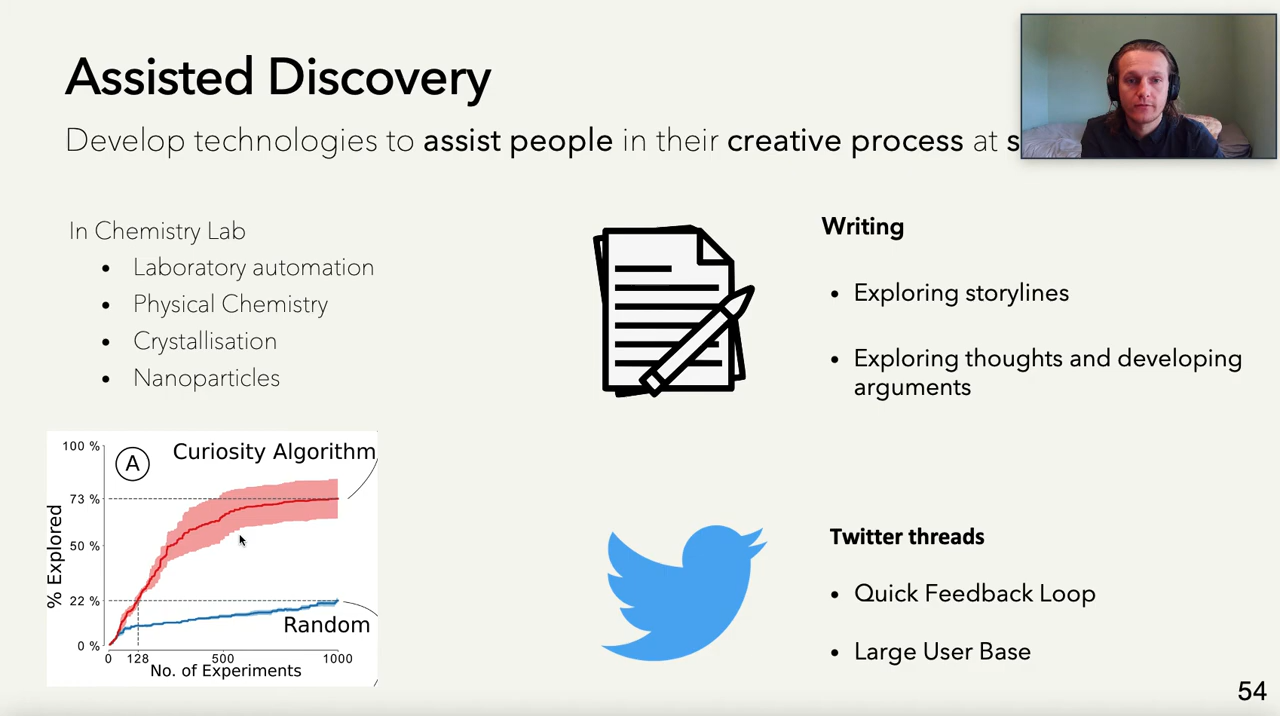 Assisted Discovery
Develop technologies to assist people in their creative process at s
In Chemistry Lab
• Laboratory automation
• Physical Chemistry
• Crystallisation
• Nanoparticles
Writing
• Exploring storylines
• Exploring thoughts and developing
arguments
100 %
A
Curiosity Algorithm
73 %
50 %
22 %
0 %
% Explored
Random
0 128 500 1000
No. of Experiments
Twitter threads
• Quick Feedback Loop
• Large User Base
54